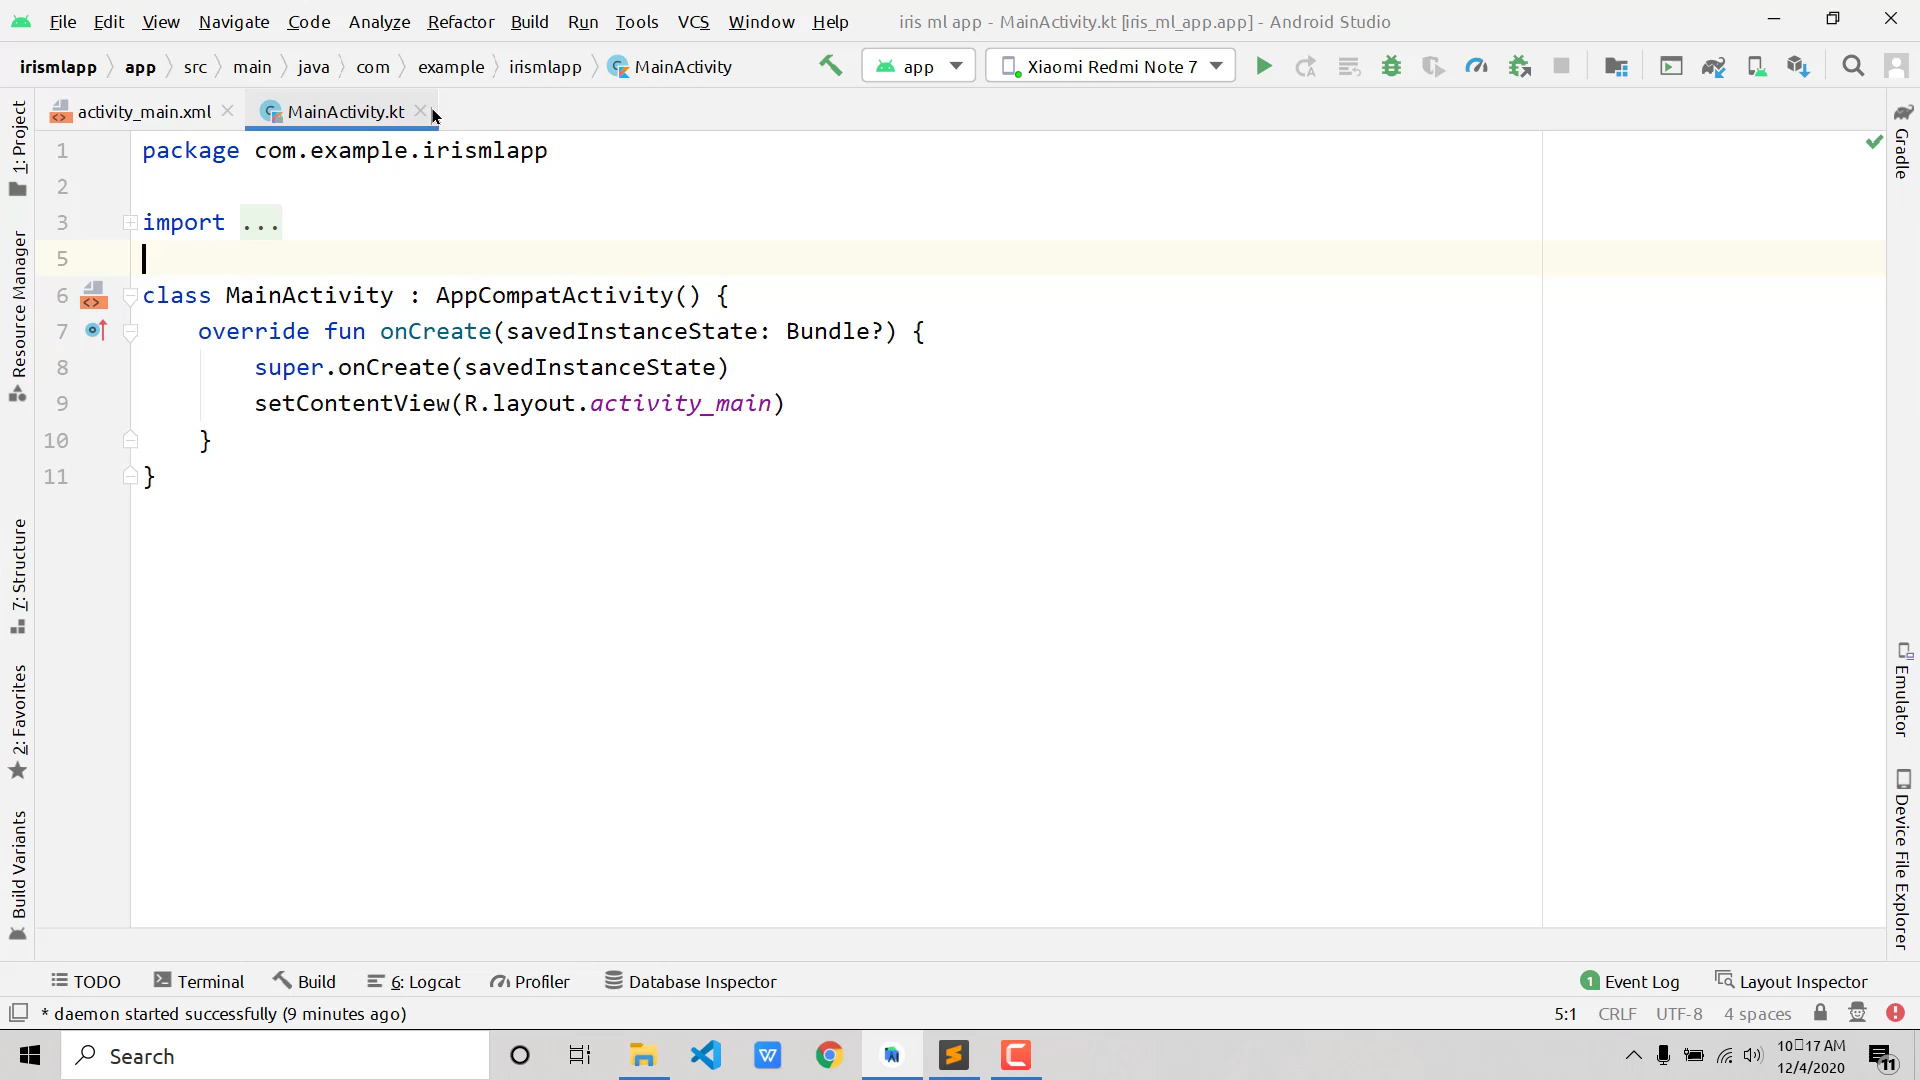 File Edit View Navigate Code Analyze Refactor Build Run Tools VCS Window Help iris ml app - MainActivity.kt [iris_ml_app.app] - Android Studio
irismlapp app src main java com example irismlapp MainActivity app Xiaomi Redmi Note 7
activity_main.xml MainActivity.kt
1 package com.example.irismlapp
2
3 import ...
5
6 class MainActivity : AppCompatActivity() {
7 override fun onCreate(savedInstanceState: Bundle?) {
8 super.onCreate(savedInstanceState)
9 setContentView(R.layout.activity_main)
10 }
11 }
1: Project
Resource Manager
7: Structure
2: Favorites
Build Variants
Gradle
Emulator
Device File Explorer
TODO Terminal Build 6: Logcat Profiler Database Inspector 1 Event Log Layout Inspector
* daemon started successfully (9 minutes ago) 5:1 CRLF UTF-8 4 spaces
Search 10▯17 AM
12/4/2020
11